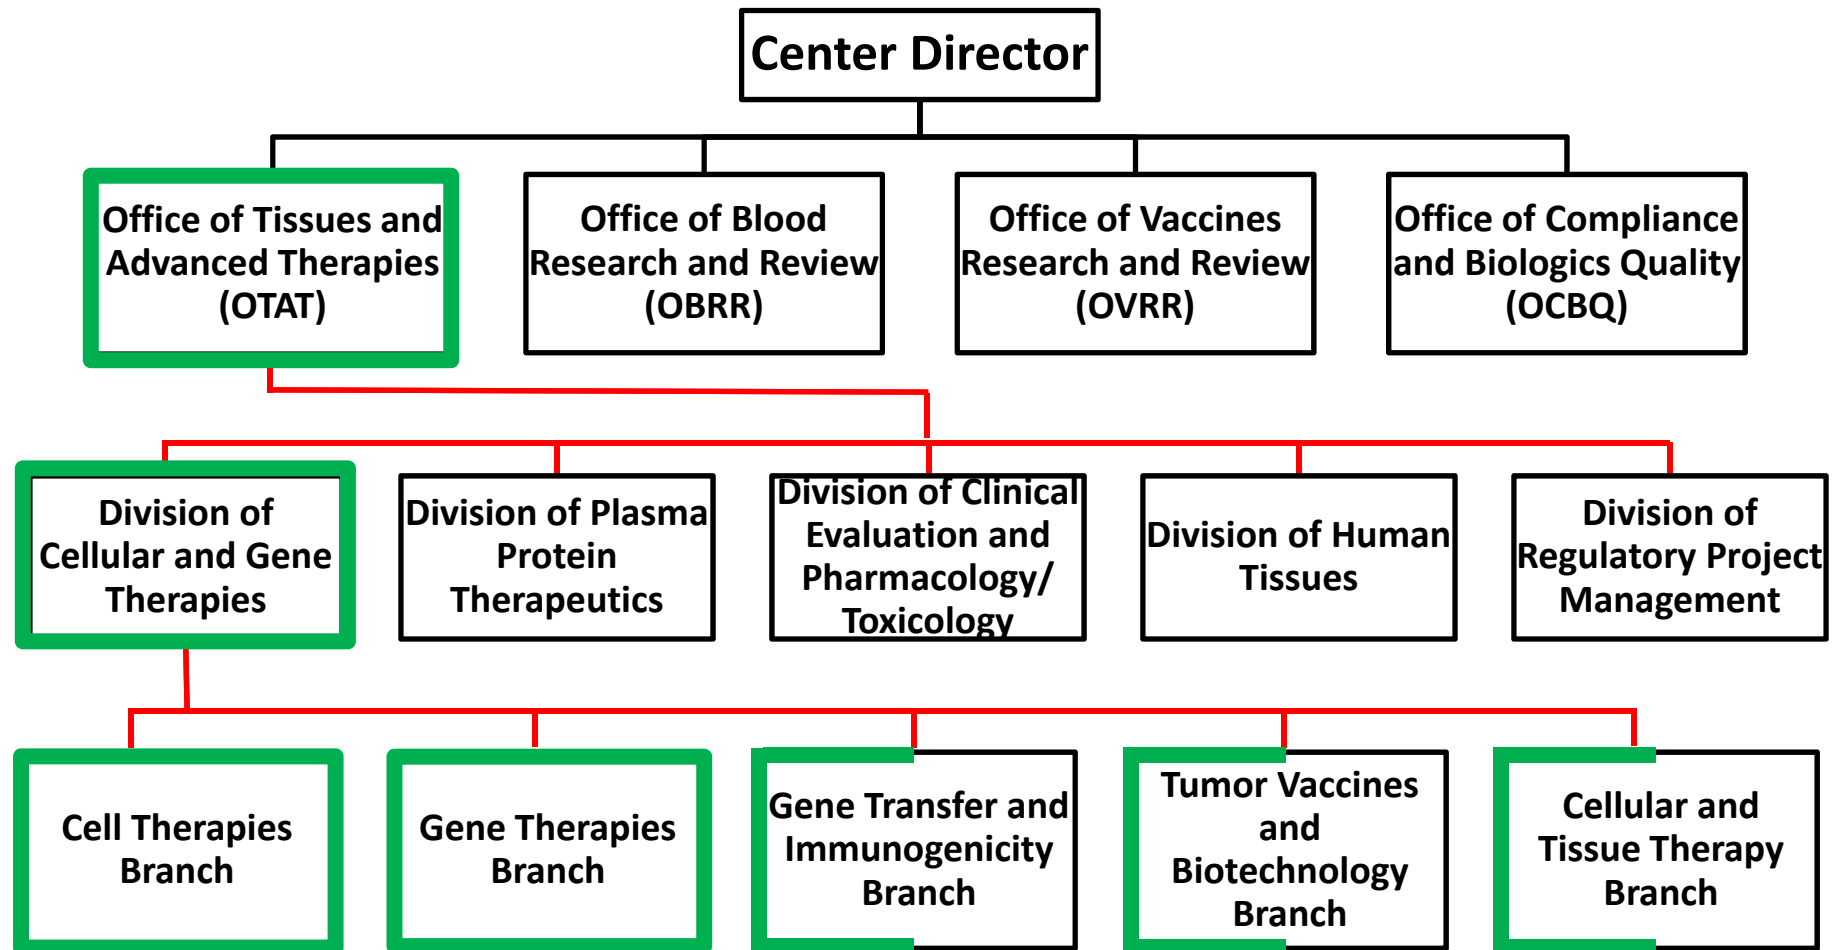 Center Director
Office of Tissues and
Advanced Therapies
(OTAT)
Office of Blood
Research and Review
(OBRR)
Office of Vaccines
Research and Review
(OVRR)
Office of Compliance
and Biologics Quality
(OCBQ)
Division of
Cellular and Gene
Therapies
Division of Plasma
Protein
Therapeutics
Division of Clinical
Evaluation and
Pharmacology/
Toxicology
Division of Human
Tissues
Division of
Regulatory Project
Management
Cell Therapies
Branch
Gene Therapies
Branch
Gene Transfer and
Immunogenicity
Branch
Tumor Vaccines
and
Biotechnology
Branch
Cellular and
Tissue Therapy
Branch